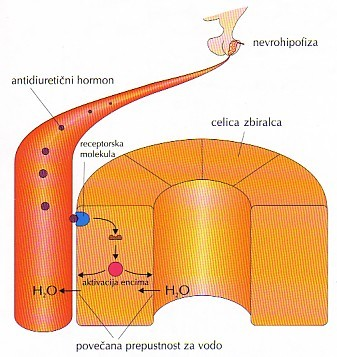 nevrohipofiza
antidiuretični hormon
celica zbiralca
receptorska
molekula
aktivacija encima
H₂O
H₂O
povečana prepustnost za vodo